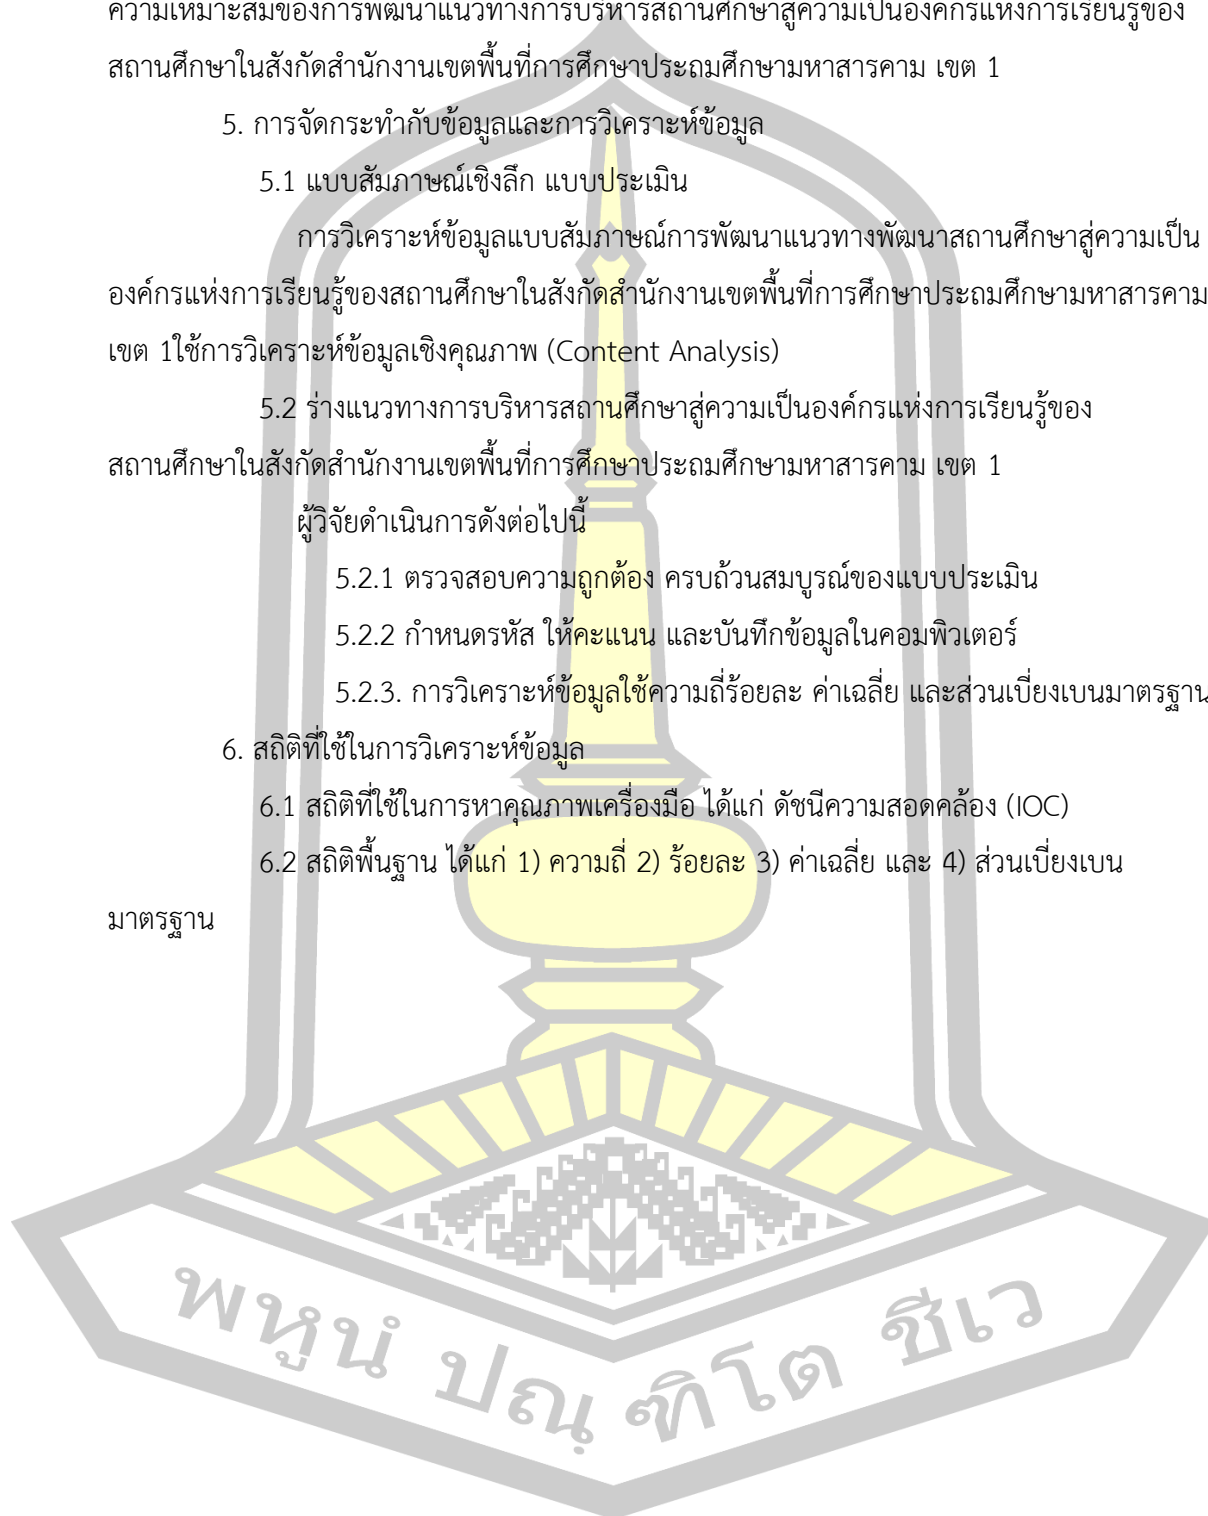 ความเหมาะสมของการพัฒนาแนวทางการบริหารสถานศึกษาสู่ความเป็นองค์กรแห่งการเรียนรู้ของ
สถานศึกษาในสังกัดสำนักงานเขตพื้นที่การศึกษาประถมศึกษามหาสารคาม เขต 1
5. การจัดกระทำกับข้อมูลและการวิเคราะห์ข้อมูล
5.1 แบบสัมภาษณ์เชิงลึก แบบประเมิน
การวิเคราะห์ข้อมูลแบบสัมภาษณ์การพัฒนาแนวทางพัฒนาสถานศึกษาสู่ความเป็น
องค์กรแห่งการเรียนรู้ของสถานศึกษาในสังกัดสำนักงานเขตพื้นที่การศึกษาประถมศึกษามหาสารคาม
เขต 1ใช้การวิเคราะห์ข้อมูลเชิงคุณภาพ (Content Analysis)
5.2 ร่างแนวทางการบริหารสถานศึกษาสู่ความเป็นองค์กรแห่งการเรียนรู้ของ
สถานศึกษาในสังกัดสำนักงานเขตพื้นที่การศึกษาประถมศึกษามหาสารคาม เขต 1
ผู้วิจัยดำเนินการดังต่อไปนี้
5.2.1 ตรวจสอบความถูกต้อง ครบถ้วนสมบูรณ์ของแบบประเมิน
5.2.2 กำหนดรหัส ให้คะแนน และบันทึกข้อมูลในคอมพิวเตอร์
5.2.3. การวิเคราะห์ข้อมูลใช้ความถี่ร้อยละ ค่าเฉลี่ย และส่วนเบี่ยงเบนมาตรฐาน
6. สถิติที่ใช้ในการวิเคราะห์ข้อมูล
6.1 สถิติที่ใช้ในการหาคุณภาพเครื่องมือ ได้แก่ ดัชนีความสอดคล้อง (IOC)
6.2 สถิติพื้นฐาน ได้แก่ 1) ความถี่ 2) ร้อยละ 3) ค่าเฉลี่ย และ 4) ส่วนเบี่ยงเบน
มาตรฐาน
พหูนํ ปณฺ ฑิโต ชีเว